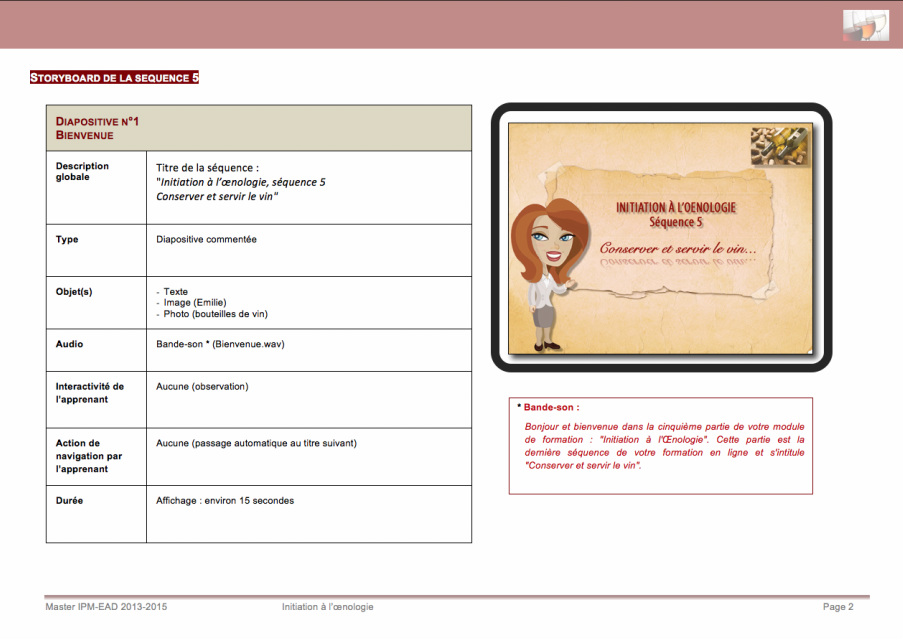 STORYBOARD DE LA SEQUENCE 5
DIAPOSITIVE N°1
BIENVENUE
Description
globale
Titre de la séquence :
"Initiation à l'œnologie, séquence 5
Conserver et servir le vin"
Type
Diapositive commentée
Objet(s)
- Texte
- Image (Emilie)
- Photo (bouteilles de vin)
Audio
Bande-son * (Bienvenue.wav)
Interactivité de
l'apprenant
Aucune (observation)
Action de
navigation par
l'apprenant
Aucune (passage automatique au titre suivant)
Durée
Affichage : environ 15 secondes
INITIATION À L'OENOLOGIE
Séquence 5
Conserver et servir le vin...
* Bande-son :
Bonjour et bienvenue dans la cinquième partie de votre module
de formation : "Initiation à l'Œnologie". Cette partie est la
dernière séquence de votre formation en ligne et s'intitule
"Conserver et servir le vin".
Master IPM-EAD 2013-2015
Initiation à l'œnologie
Page 2